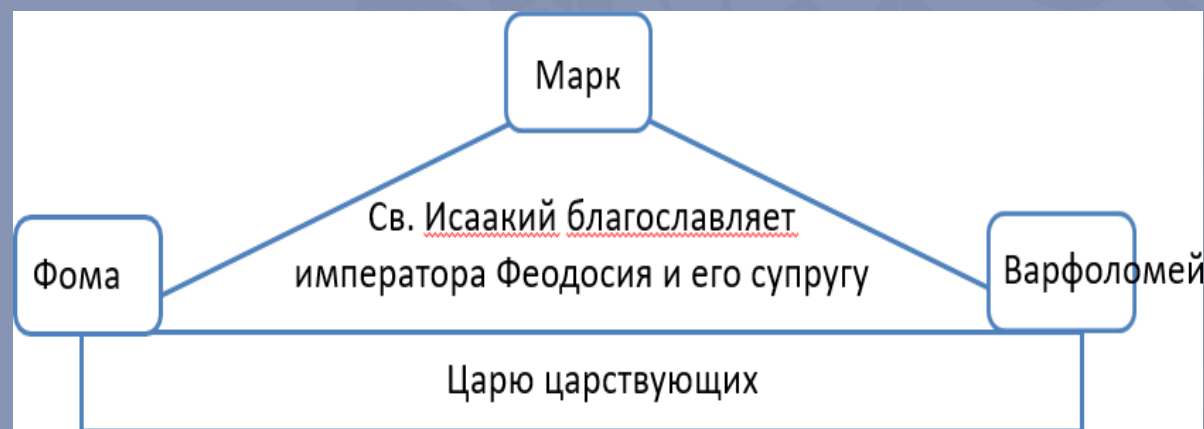 Марк
Св. Исаакий благославляет
императора Феодосия и его супругу
Фома
Варфоломей
Царю царствующих